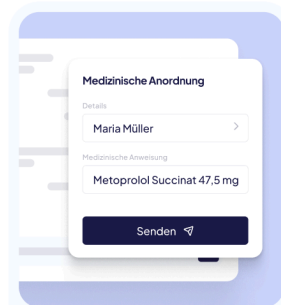 Medizinische Anordnung
Details
Maria Müller
Medizinische Anweisung
Metoprolol Succinat 47,5 mg
Senden